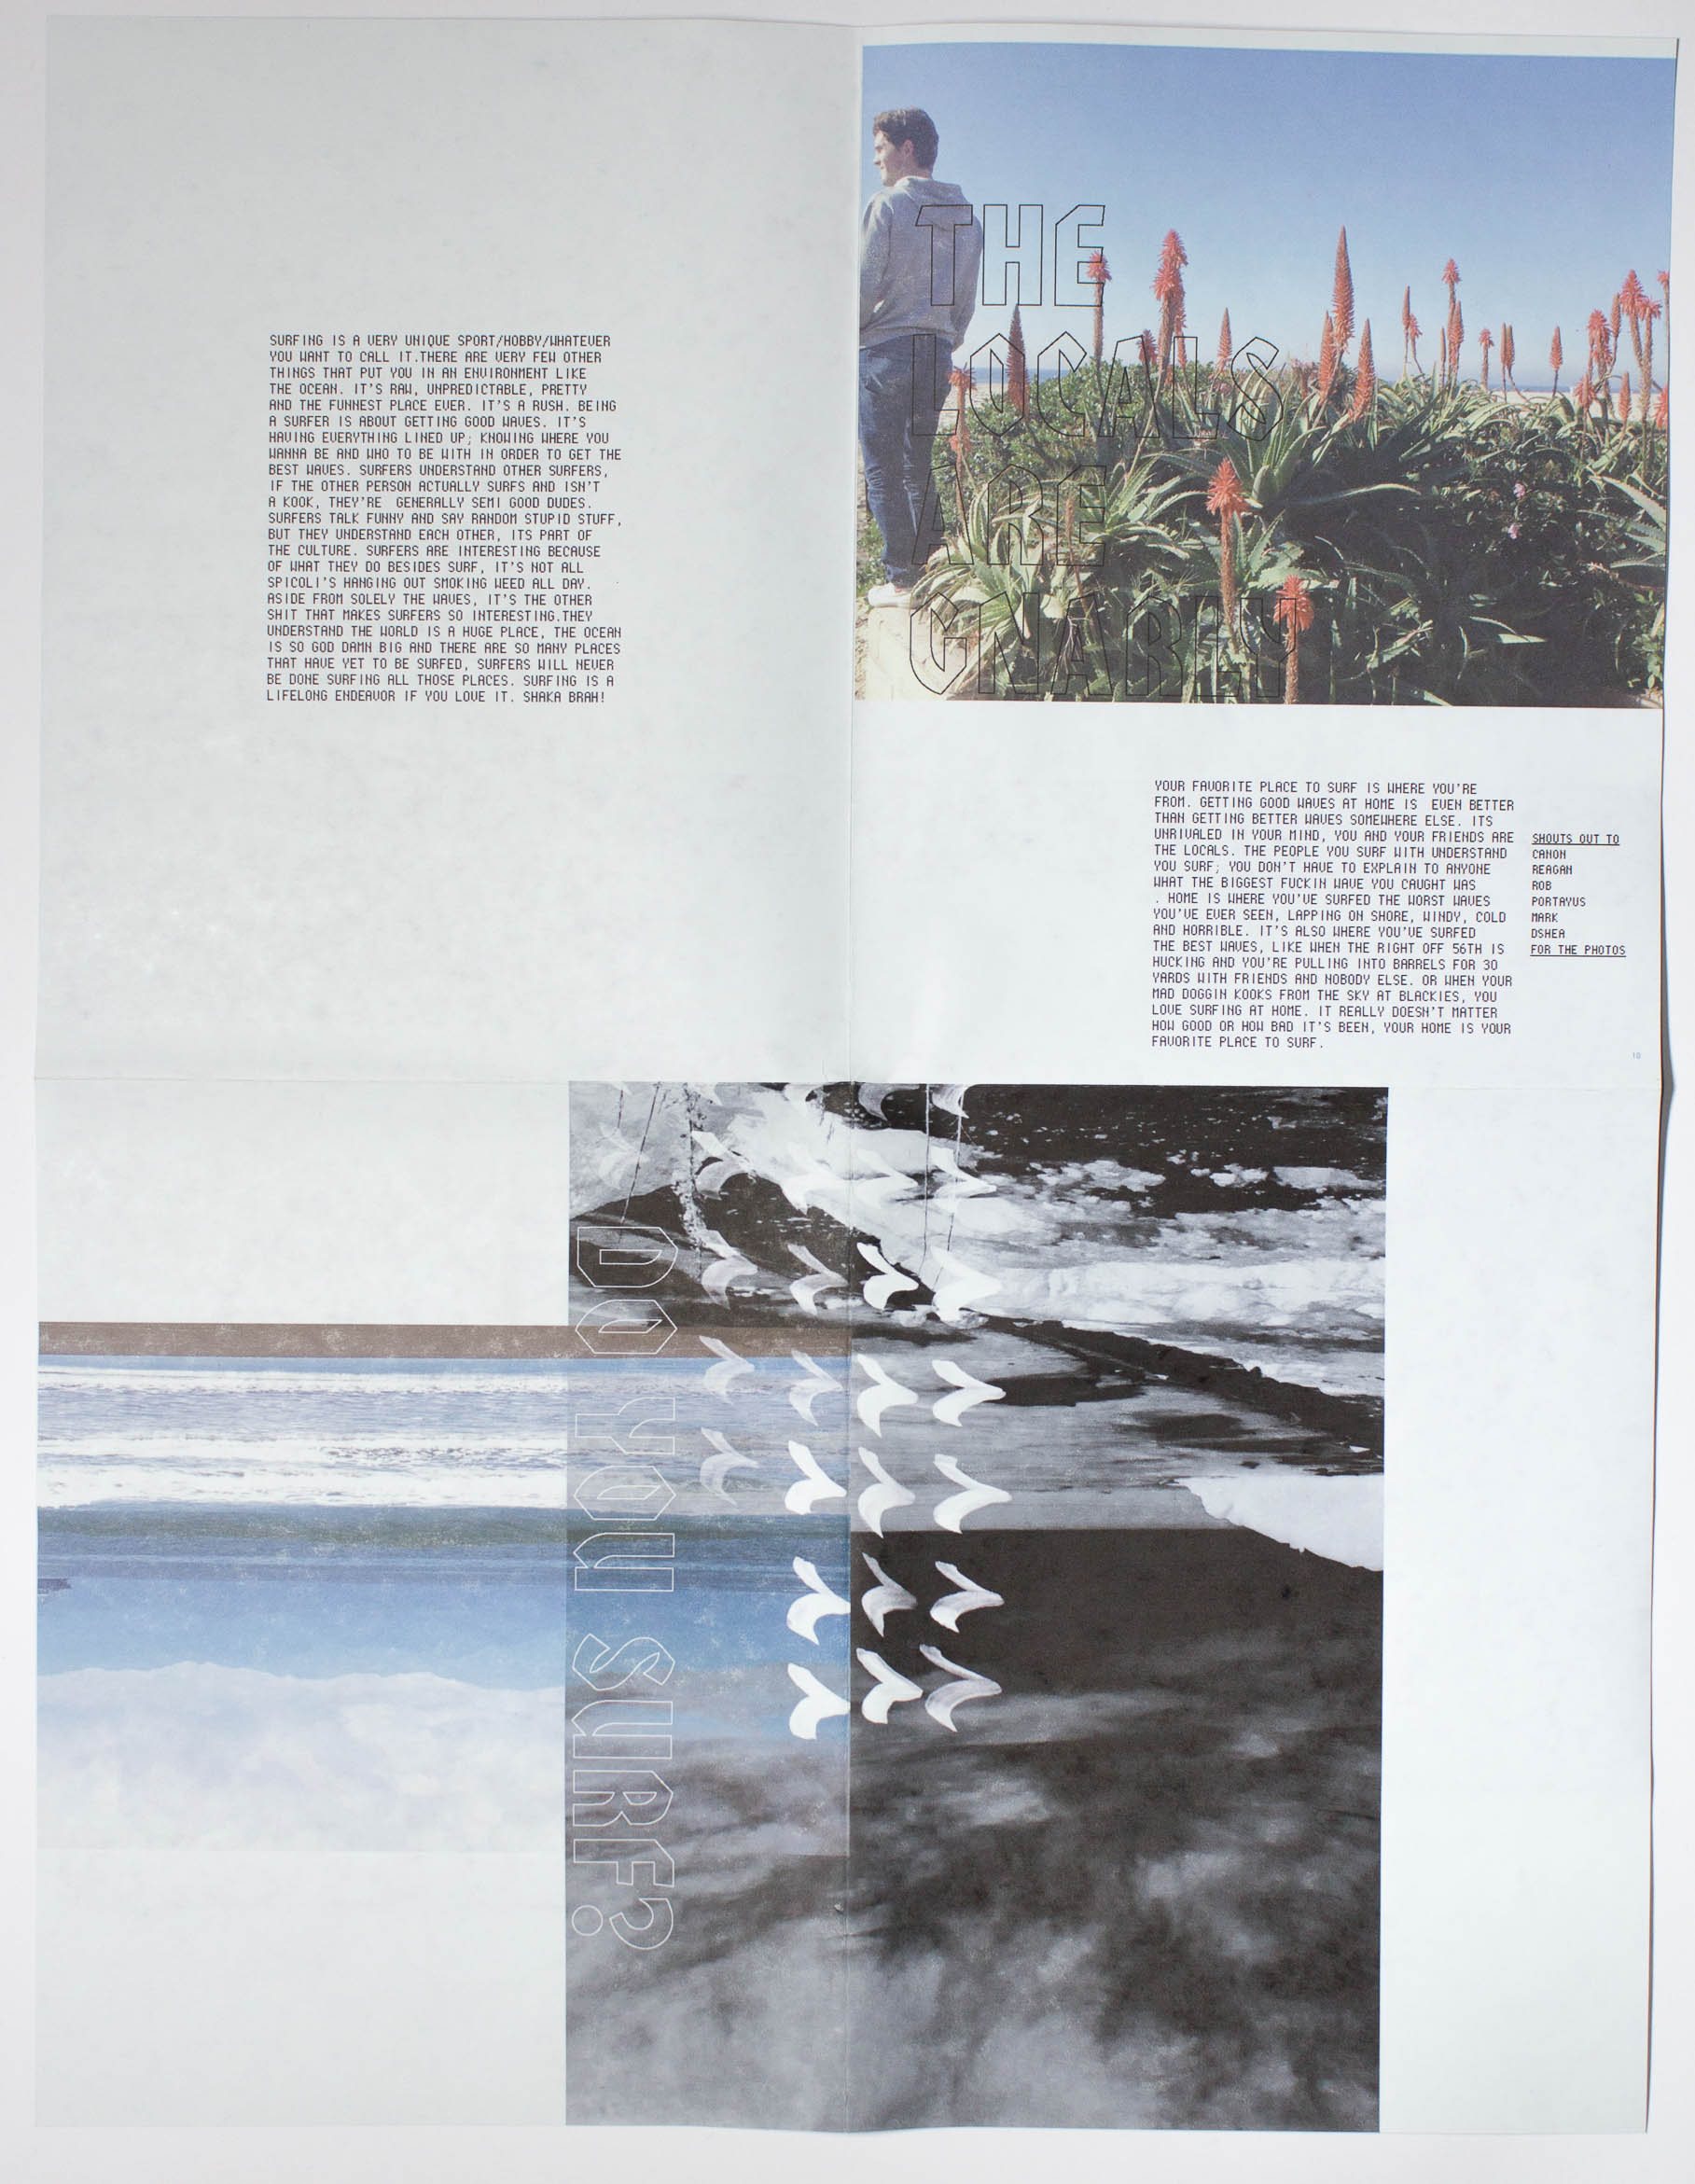 SURFING IS A VERY UNIQUE SPORT/HOBBY/WHATEVER
YOU WANT TO CALL IT.THERE ARE VERY FEW OTHER
THINGS THAT PUT YOU IN AN ENVIRONMENT LIKE
THE OCEAN. IT'S RAW, UNPREDICTABLE, PRETTY
AND THE FUNNEST PLACE EVER. IT'S A RUSH. BEING
A SURFER IS ABOUT GETTING GOOD WAVES. IT'S
HAVING EVERYTHING LINED UP; KNOWING WHERE YOU
WANNA BE AND WHO TO BE WITH IN ORDER TO GET THE
BEST WAVES. SURFERS UNDERSTAND OTHER SURFERS,
IF THE OTHER PERSON ACTUALLY SURFS AND ISN'T
A KOOK, THEY'RE GENERALLY SEMI GOOD DUDES.
SURFERS TALK FUNNY AND SAY RANDOM STUPID STUFF,
BUT THEY UNDERSTAND EACH OTHER, ITS PART OF
THE CULTURE. SURFERS ARE INTERESTING BECAUSE
OF WHAT THEY DO BESIDES SURF, IT'S NOT ALL
SPICOLI'S HANGING OUT SMOKING WEED ALL DAY.
ASIDE FROM SOLELY THE WAVES, IT'S THE OTHER
SHIT THAT MAKES SURFERS SO INTERESTING.THEY
UNDERSTAND THE WORLD IS A HUGE PLACE, THE OCEAN
IS SO GOD DAMN BIG AND THERE ARE SO MANY PLACES
THAT HAVE YET TO BE SURFED, SURFERS WILL NEVER
BE DONE SURFING ALL THOSE PLACES. SURFING IS A
LIFELONG ENDEAVOR IF YOU LOVE IT. SHAKA BRAH!
THE
LOCALS
ARE
GNARLY
YOUR FAVORITE PLACE TO SURF IS WHERE YOU'RE
FROM. GETTING GOOD WAVES AT HOME IS EVEN BETTER
THAN GETTING BETTER WAVES SOMEWHERE ELSE. ITS
UNRIVALED IN YOUR MIND, YOU AND YOUR FRIENDS ARE
THE LOCALS. THE PEOPLE YOU SURF WITH UNDERSTAND
YOU SURF; YOU DON'T HAVE TO EXPLAIN TO ANYONE
WHAT THE BIGGEST FUCKIN WAVE YOU CAUGHT WAS
. HOME IS WHERE YOU'VE SURFED THE WORST WAVES
YOU'VE EVER SEEN, LAPPING ON SHORE, WINDY, COLD
AND HORRIBLE. IT'S ALSO WHERE YOU'VE SURFED
THE BEST WAVES, LIKE WHEN THE RIGHT OFF 56TH IS
HUCKING AND YOU'RE PULLING INTO BARRELS FOR 30
YARDS WITH FRIENDS AND NOBODY ELSE. OR WHEN YOUR
MAD DOGGIN KOOKS FROM THE SKY AT BLACKIES, YOU
LOVE SURFING AT HOME. IT REALLY DOESN'T MATTER
HOW GOOD OR HOW BAD IT'S BEEN, YOUR HOME IS YOUR
FAVORITE PLACE TO SURF.
SHOUTS OUT TO
CANON
REAGAN
ROB
PORTAYUS
MARK
OSHEA
FOR THE PHOTOS
10
DO YOU SURF?